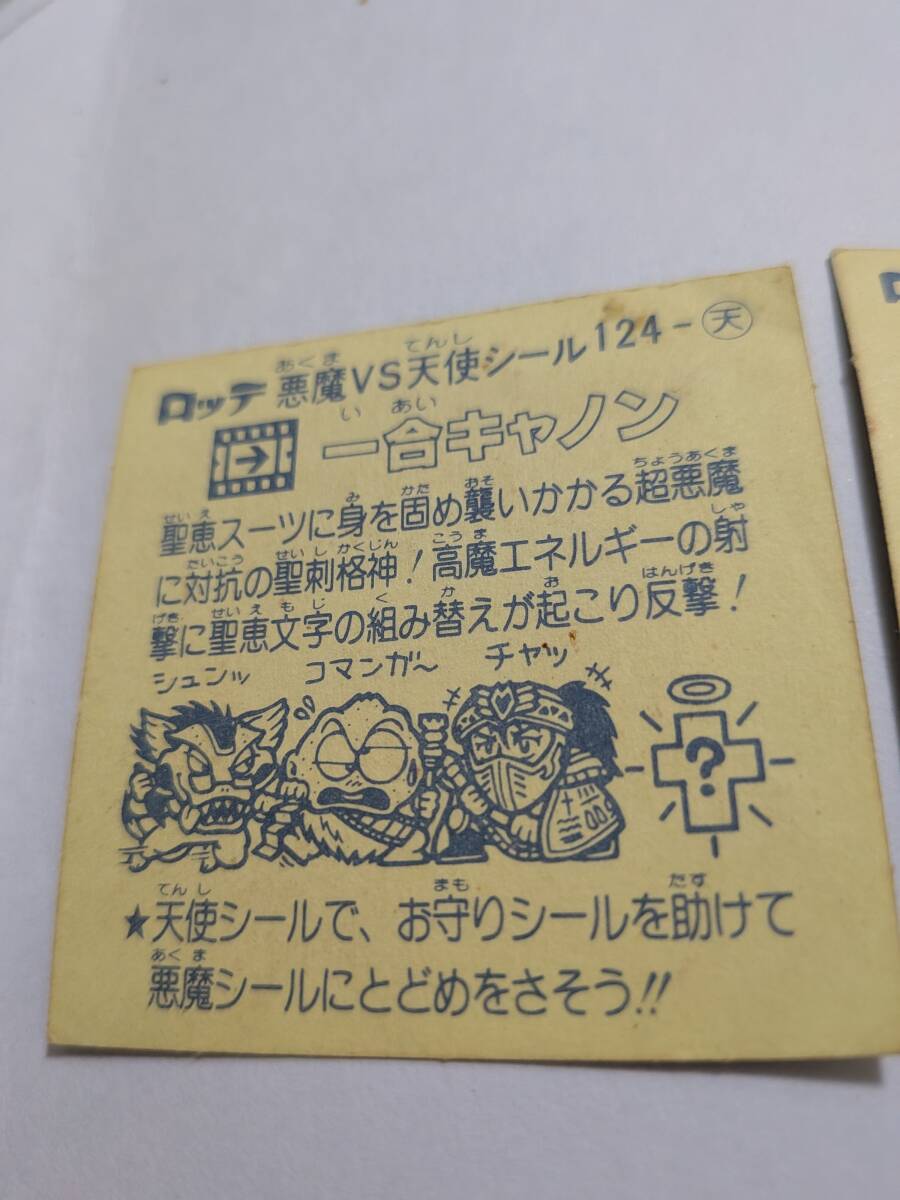 ロッテ 悪魔VS天使シール124-天
一合キャノン
聖恵スーツに身を固め襲いかかる超悪魔
に対抗の聖刺格神！高魔エネルギーの射
撃に聖恵文字の組み替えが起こり反撃！
シュンッ コマンガ〜 チャッ
?
★天使シールで、お守りシールを助けて
悪魔シールにとどめをさそう!!